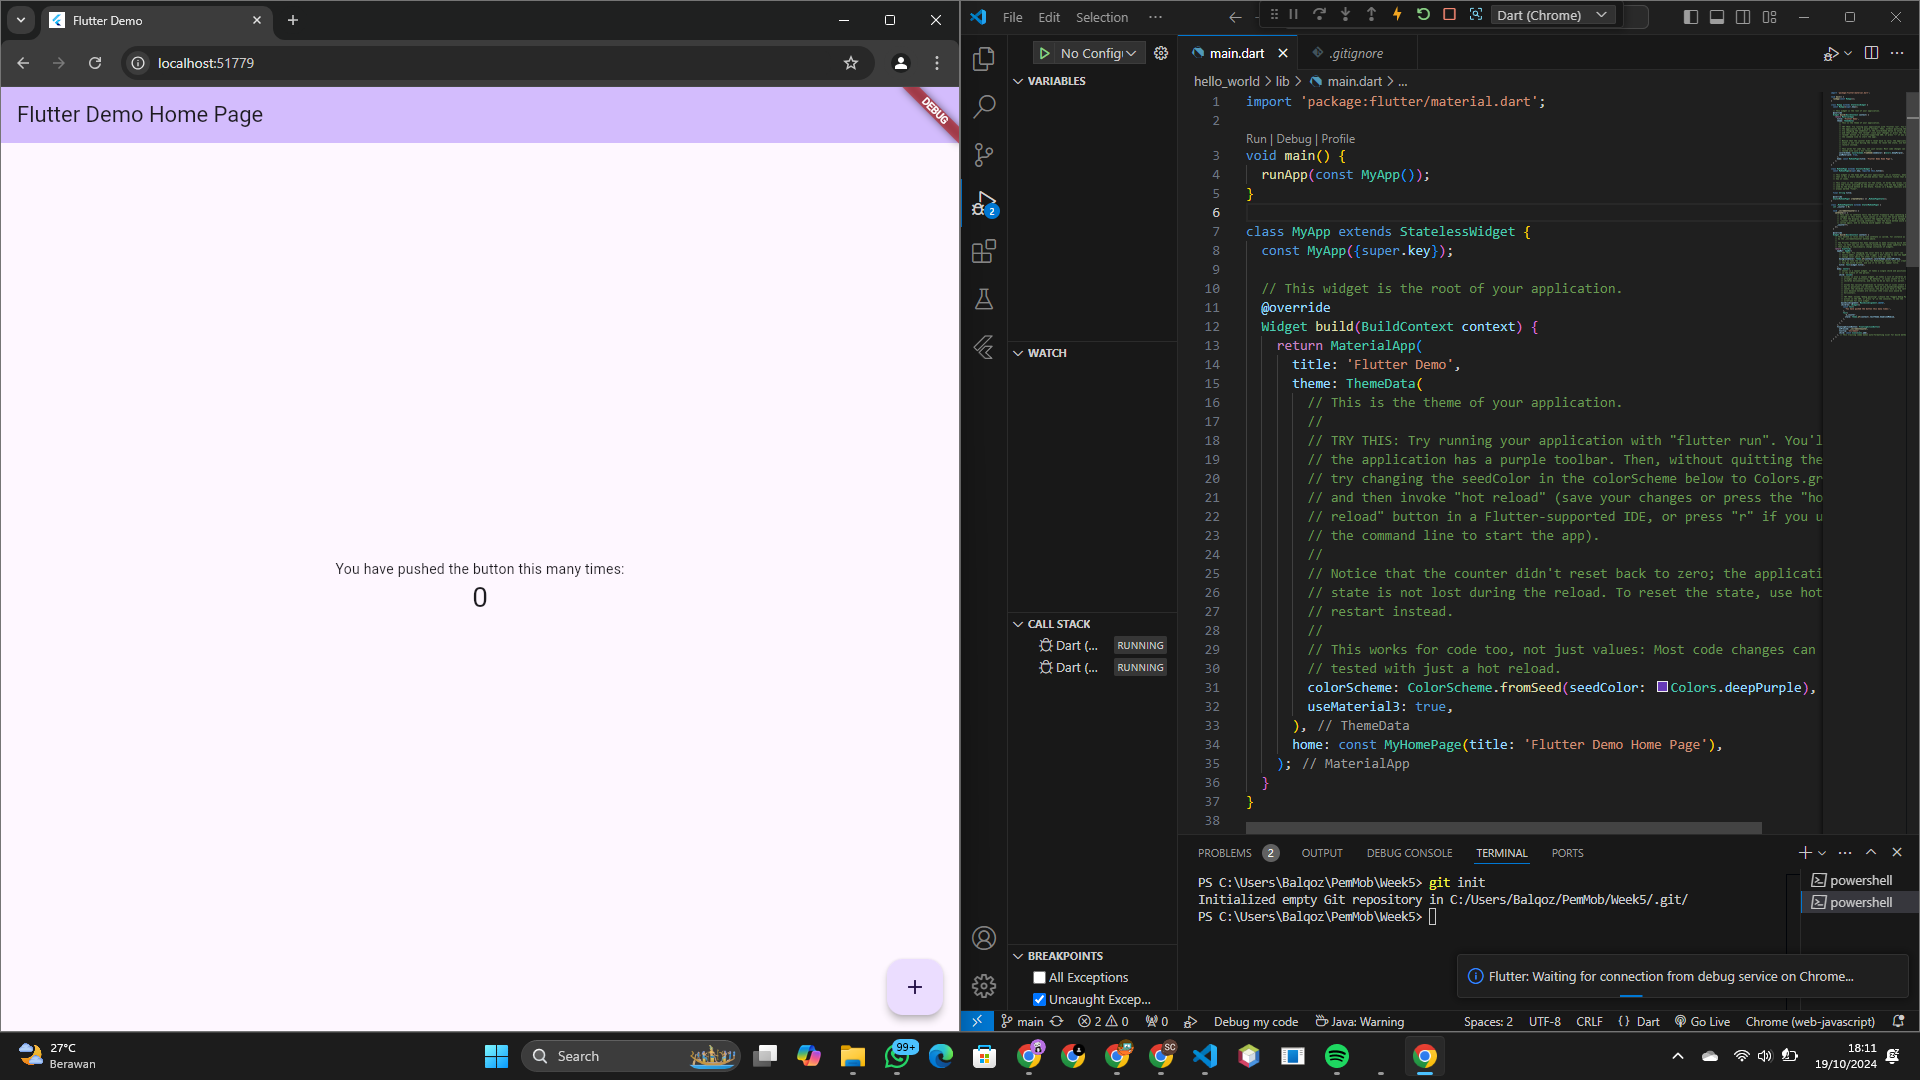 Flutter Demo
localhost:51779
Flutter Demo Home Page
DEBUG
You have pushed the button this many times:
0
+
File Edit Selection ···
Dart (Chrome)
No Config
VARIABLES
WATCH
CALL STACK
Dart (... RUNNING
Dart (... RUNNING
BREAKPOINTS
All Exceptions
Uncaught Excep...
2
main.dart
.gitignore
hello_world > lib > main.dart > ...
1 import 'package:flutter/material.dart';
2
Run | Debug | Profile
3 void main() {
4 runApp(const MyApp());
5 }
6
7 class MyApp extends StatelessWidget {
8 const MyApp({super.key});
9
10 // This widget is the root of your application.
11 @override
12 Widget build(BuildContext context) {
13 return MaterialApp(
14 title: 'Flutter Demo',
15 theme: ThemeData(
16 // This is the theme of your application.
17 //
18 // TRY THIS: Try running your application with "flutter run". You'l
19 // the application has a purple toolbar. Then, without quitting the
20 // try changing the seedColor in the colorScheme below to Colors.gr
21 // and then invoke "hot reload" (save your changes or press the "ho
22 // reload" button in a Flutter-supported IDE, or press "r" if you u
23 // the command line to start the app).
24 //
25 // Notice that the counter didn't reset back to zero; the applicati
26 // state is not lost during the reload. To reset the state, use hot
27 // restart instead.
28 //
29 // This works for code too, not just values: Most code changes can
30 // tested with just a hot reload.
31 colorScheme: ColorScheme.fromSeed(seedColor: Colors.deepPurple),
32 useMaterial3: true,
33 ), // ThemeData
34 home: const MyHomePage(title: 'Flutter Demo Home Page'),
35 ); // MaterialApp
36 }
37 }
38
PROBLEMS 2 OUTPUT DEBUG CONSOLE TERMINAL PORTS
PS C:\Users\Balqoz\PemMob\Week5> git init
Initialized empty Git repository in C:/Users/Balqoz/PemMob/Week5/.git/
PS C:\Users\Balqoz\PemMob\Week5>
powershell
powershell
Flutter: Waiting for connection from debug service on Chrome...
main 2 0 0 Debug my code Java: Warning Spaces: 2 UTF-8 CRLF {} Dart Go Live Chrome (web-javascript)
27°C
Berawan
Search
99+
SC
18:11
19/10/2024